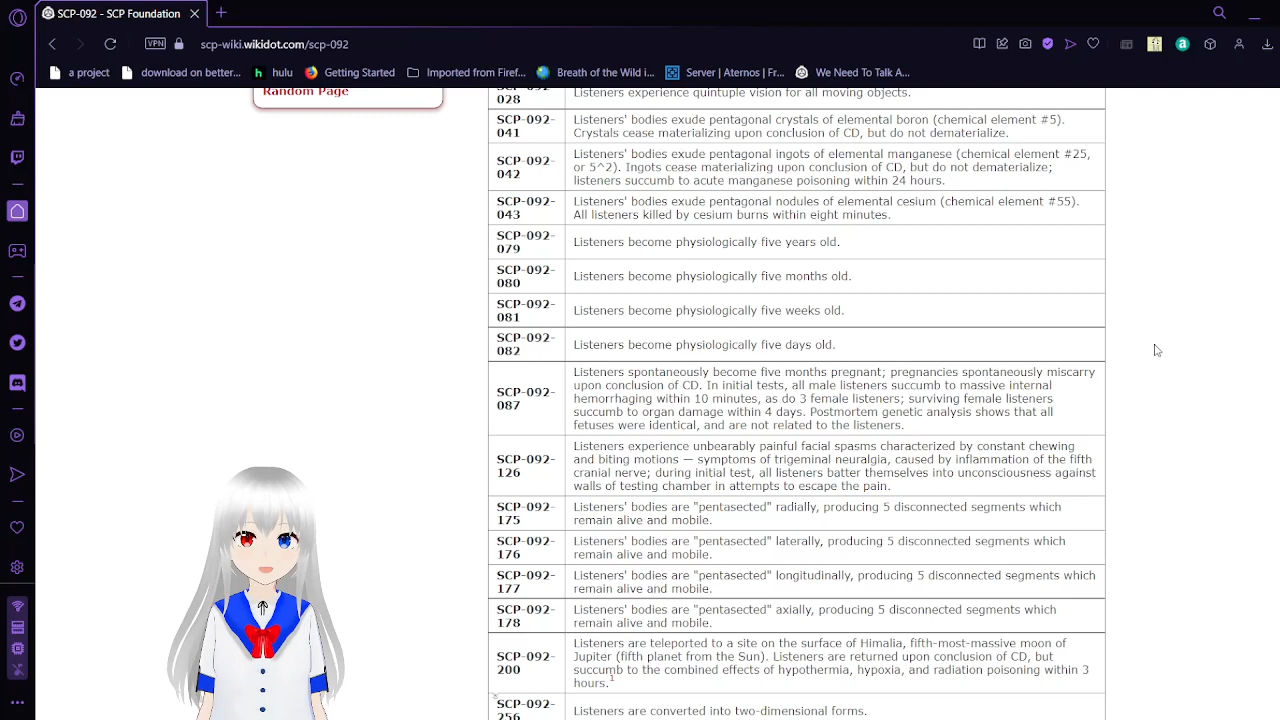 SCP-092 - SCP Foundation
VPN
scp-wiki.wikidot.com/scp-092
a project
download on better...
hulu
Getting Started
Imported from Firef...
Breath of the Wild i...
Server | Aternos | Fr...
We Need To Talk A...
Random Page
SCP-092-
028
Listeners experience quintuple vision for all moving objects.
SCP-092-
041
Listeners' bodies exude pentagonal crystals of elemental boron (chemical element #5).
Crystals cease materializing upon conclusion of CD, but do not dematerialize.
SCP-092-
042
Listeners' bodies exude pentagonal ingots of elemental manganese (chemical element #25,
or 5^2). Ingots cease materializing upon conclusion of CD, but do not dematerialize;
listeners succumb to acute manganese poisoning within 24 hours.
SCP-092-
043
Listeners' bodies exude pentagonal nodules of elemental cesium (chemical element #55).
All listeners killed by cesium burns within eight minutes.
SCP-092-
079
Listeners become physiologically five years old.
SCP-092-
080
Listeners become physiologically five months old.
SCP-092-
081
Listeners become physiologically five weeks old.
SCP-092-
082
Listeners become physiologically five days old.
SCP-092-
087
Listeners spontaneously become five months pregnant; pregnancies spontaneously miscarry
upon conclusion of CD. In initial tests, all male listeners succumb to massive internal
hemorrhaging within 10 minutes, as do 3 female listeners; surviving female listeners
succumb to organ damage within 4 days. Postmortem genetic analysis shows that all
fetuses were identical, and are not related to the listeners.
SCP-092-
126
Listeners experience unbearably painful facial spasms characterized by constant chewing
and biting motions — symptoms of trigeminal neuralgia, caused by inflammation of the fifth
cranial nerve; during initial test, all listeners batter themselves into unconsciousness against
walls of testing chamber in attempts to escape the pain.
SCP-092-
175
Listeners' bodies are "pentasected" radially, producing 5 disconnected segments which
remain alive and mobile.
SCP-092-
176
Listeners' bodies are "pentasected" laterally, producing 5 disconnected segments which
remain alive and mobile.
SCP-092-
177
Listeners' bodies are "pentasected" longitudinally, producing 5 disconnected segments which
remain alive and mobile.
SCP-092-
178
Listeners' bodies are "pentasected" axially, producing 5 disconnected segments which
remain alive and mobile.
SCP-092-
200
Listeners are teleported to a site on the surface of Himalia, fifth-most-massive moon of
Jupiter (fifth planet from the Sun). Listeners are returned upon conclusion of CD, but
succumb to the combined effects of hypothermia, hypoxia, and radiation poisoning within 3
hours.1
SCP-092-
256
Listeners are converted into two-dimensional forms.